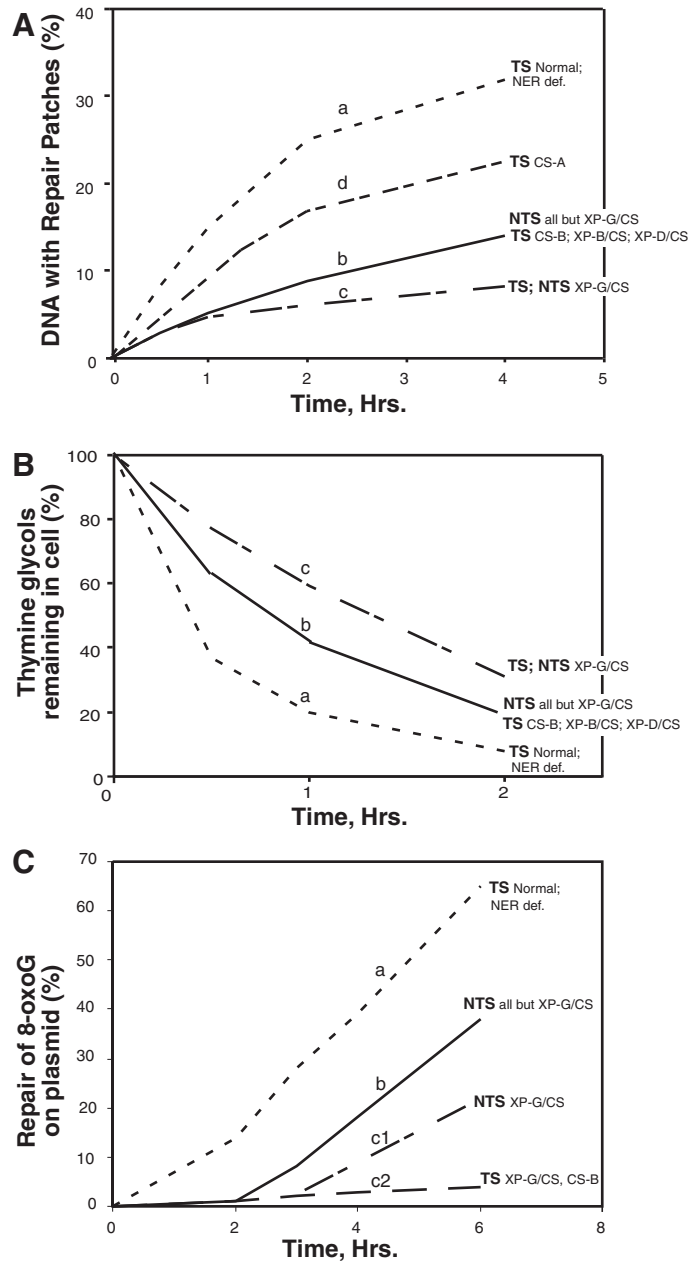 A
DNA with Repair Patches (%)
40
30
20
10
0
a
d
b
c
TS Normal;
NER def.
TS CS-A
NTS all but XP-G/CS
TS CS-B; XP-B/CS; XP-D/CS
TS; NTS XP-G/CS
0 1 2 3 4 5
Time, Hrs.
B
Thymine glycols
remaining in cell (%)
100
80
60
40
20
0
c
b
a
TS; NTS XP-G/CS
NTS all but XP-G/CS
TS CS-B; XP-B/CS; XP-D/CS
TS Normal;
NER def.
0 1 2
Time, Hrs.
C
Repair of 8-oxoG
on plasmid (%)
70
60
50
40
30
20
10
0
a
b
c1
c2
TS Normal;
NER def.
NTS all but XP-G/CS
NTS XP-G/CS
TS XP-G/CS, CS-B
0 2 4 6 8
Time, Hrs.